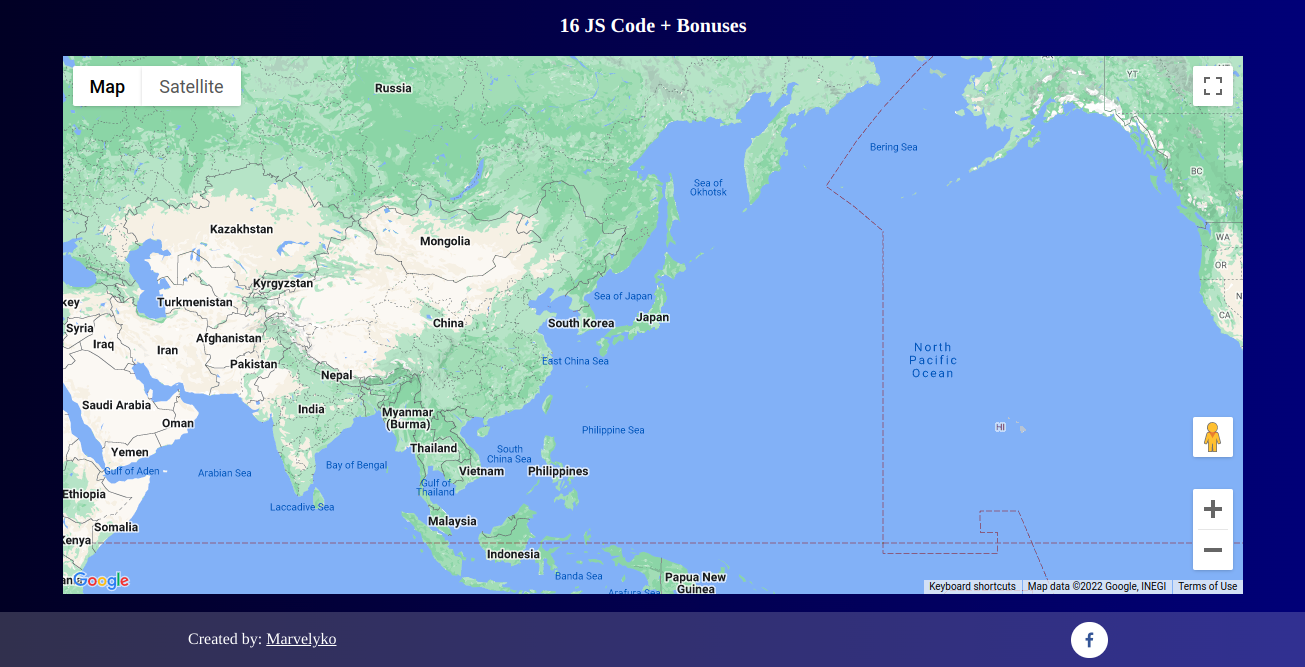 16 JS Code + Bonuses
Map
Satellite
Russia
YT
Bering Sea
Sea of
Okhotsk
BC
Kazakhstan
Mongolia
WA
OR
Kyrgyzstan
Turkmenistan
key
Sea of Japan
N
CA
Syria
China
South Korea
Japan
Iraq
Iran
Afghanistan
Pakistan
East China Sea
North
Pacific
Ocean
Nepal
Saudi Arabia
India
Oman
Myanmar
(Burma)
Philippine Sea
HI
Thailand
South
China Sea
Yemen
Gulf of Aden
Arabian Sea
Bay of Bengal
Vietnam
Philippines
Gulf of
Thailand
Ethiopia
Laccadive Sea
Malaysia
Somalia
Kenya
Indonesia
Banda Sea
Papua New
Guinea
Arafura Sea
an
Google
Keyboard shortcuts
Map data ©2022 Google, INEGI
Terms of Use
Created by: Marvelyko